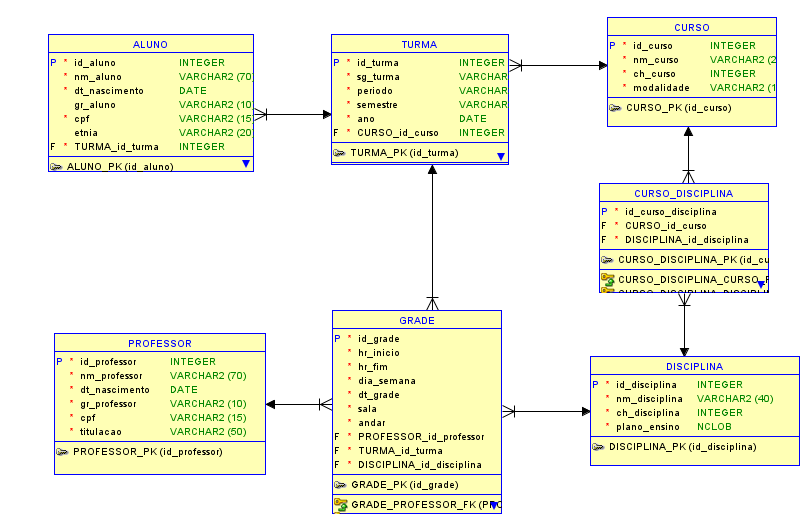 ALUNO
P * id_aluno INTEGER
* nm_aluno VARCHAR2 (70)
* dt_nascimento DATE
gr_aluno VARCHAR2 (10
* cpf VARCHAR2 (15
etnia VARCHAR2 (20)
F * TURMA_id_turma INTEGER
ALUNO_PK (id_aluno)
TURMA
P * id_turma INTEGER
* sg_turma VARCHAR
* periodo VARCHAR
* semestre VARCHAR
* ano DATE
F * CURSO_id_curso INTEGER
TURMA_PK (id_turma)
CURSO
P * id_curso INTEGER
* nm_curso VARCHAR2 (2
* ch_curso INTEGER
* modalidade VARCHAR2 (1
CURSO_PK (id_curso)
CURSO_DISCIPLINA
P * id_curso_disciplina
F * CURSO_id_curso
F * DISCIPLINA_id_disciplina
CURSO_DISCIPLINA_PK (id_cu
CURSO_DISCIPLINA_CURSO_F
PROFESSOR
P * id_professor INTEGER
* nm_professor VARCHAR2 (70)
* dt_nascimento DATE
* gr_professor VARCHAR2 (10)
* cpf VARCHAR2 (15)
* titulacao VARCHAR2 (50)
PROFESSOR_PK (id_professor)
GRADE
P * id_grade
* hr_inicio
* hr_fim
* dia_semana
* dt_grade
* sala
* andar
F * PROFESSOR_id_professor
F * TURMA_id_turma
F * DISCIPLINA_id_disciplina
GRADE_PK (id_grade)
GRADE_PROFESSOR_FK (PRO
DISCIPLINA
P * id_disciplina INTEGER
* nm_disciplina VARCHAR2 (40)
* ch_disciplina INTEGER
* plano_ensino NCLOB
DISCIPLINA_PK (id_disciplina)